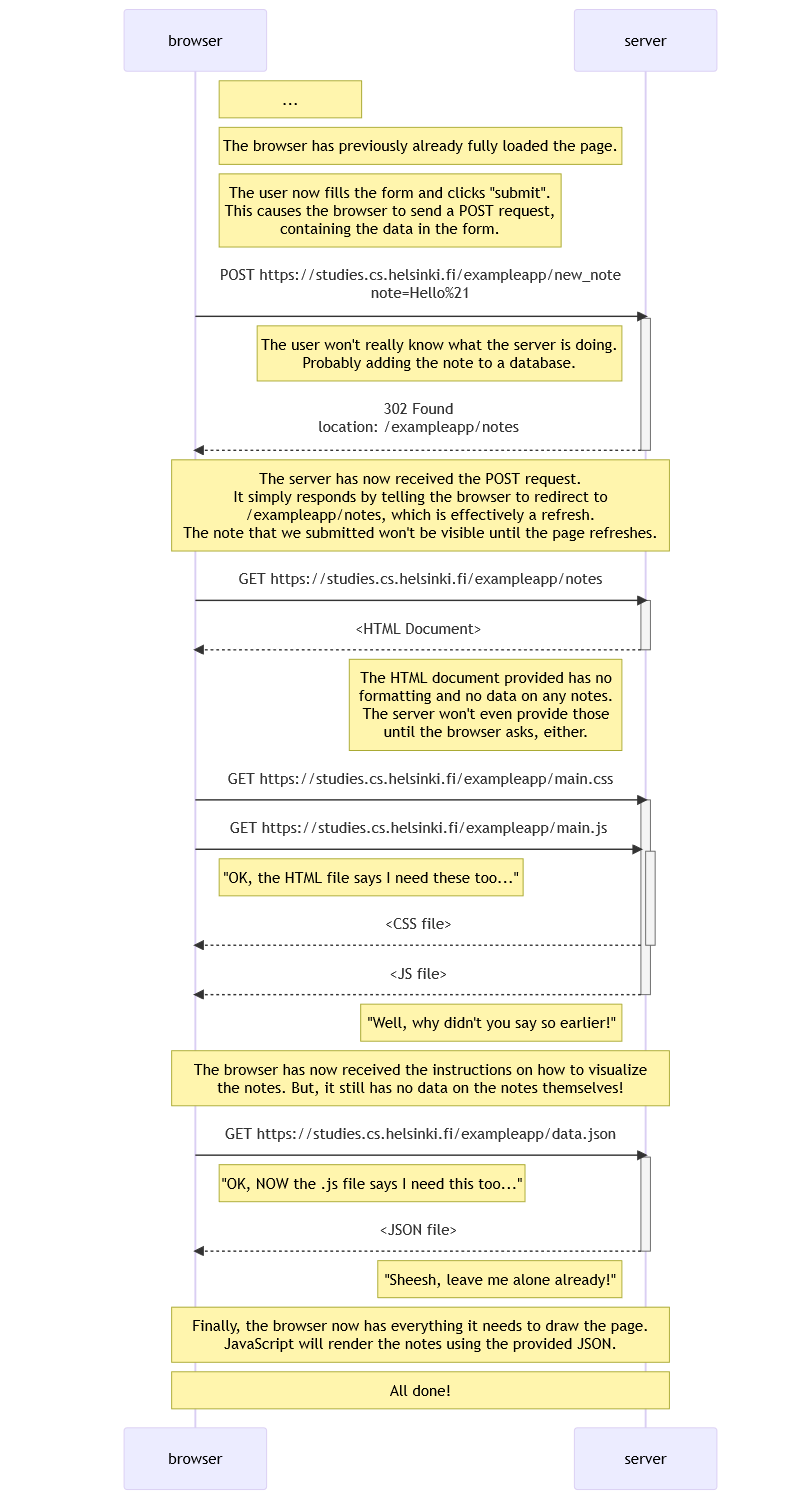 browser
server
...
The browser has previously already fully loaded the page.
The user now fills the form and clicks "submit".
This causes the browser to send a POST request,
containing the data in the form.
POST https://studies.cs.helsinki.fi/exampleapp/new_note
note=Hello%21
The user won't really know what the server is doing.
Probably adding the note to a database.
302 Found
location: /exampleapp/notes
The server has now received the POST request.
It simply responds by telling the browser to redirect to
/exampleapp/notes, which is effectively a refresh.
The note that we submitted won't be visible until the page refreshes.
GET https://studies.cs.helsinki.fi/exampleapp/notes
<HTML Document>
The HTML document provided has no
formatting and no data on any notes.
The server won't even provide those
until the browser asks, either.
GET https://studies.cs.helsinki.fi/exampleapp/main.css
GET https://studies.cs.helsinki.fi/exampleapp/main.js
"OK, the HTML file says I need these too..."
<CSS file>
<JS file>
"Well, why didn't you say so earlier!"
The browser has now received the instructions on how to visualize
the notes. But, it still has no data on the notes themselves!
GET https://studies.cs.helsinki.fi/exampleapp/data.json
"OK, NOW the .js file says I need this too..."
<JSON file>
"Sheesh, leave me alone already!"
Finally, the browser now has everything it needs to draw the page.
JavaScript will render the notes using the provided JSON.
All done!
browser
server